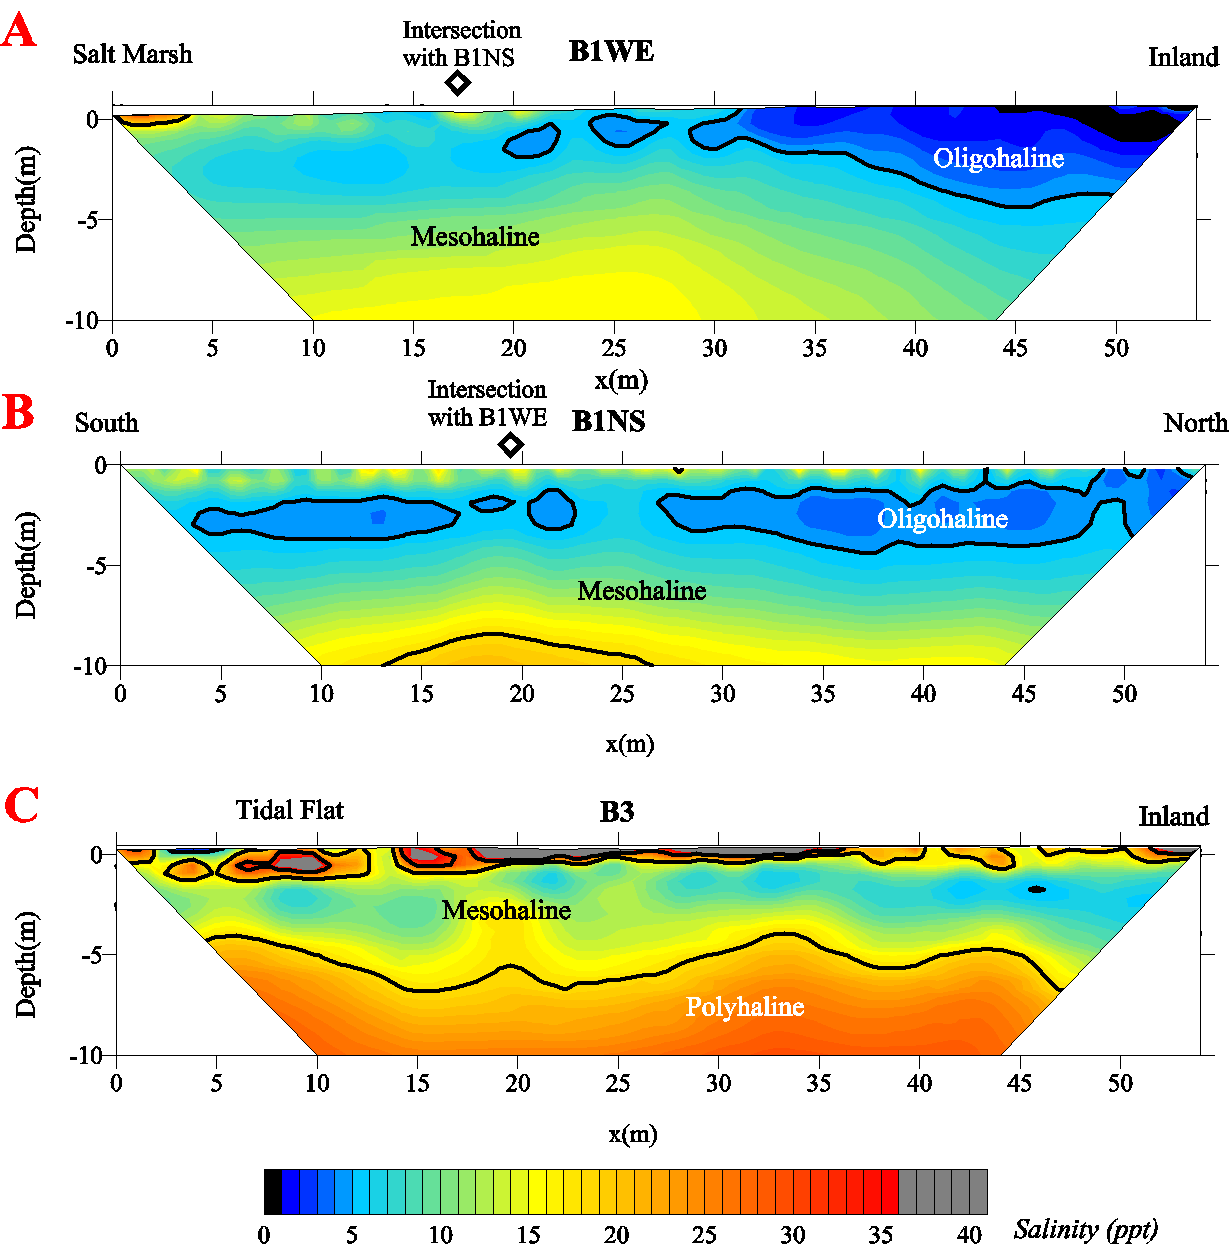 A
Salt Marsh
Intersection
with B1NS
B1WE
Inland
0
-5
-10
Depth(m)
Oligohaline
Mesohaline
0 5 10 15 20 25 30 35 40 45 50
x(m)
B
South
Intersection
with B1WE
B1NS
North
0
-5
-10
Depth(m)
Oligohaline
Mesohaline
0 5 10 15 20 25 30 35 40 45 50
x(m)
C
Tidal Flat
B3
Inland
0
-5
-10
Depth(m)
Mesohaline
Polyhaline
0 5 10 15 20 25 30 35 40 45 50
x(m)
0 5 10 15 20 25 30 35 40
Salinity (ppt)